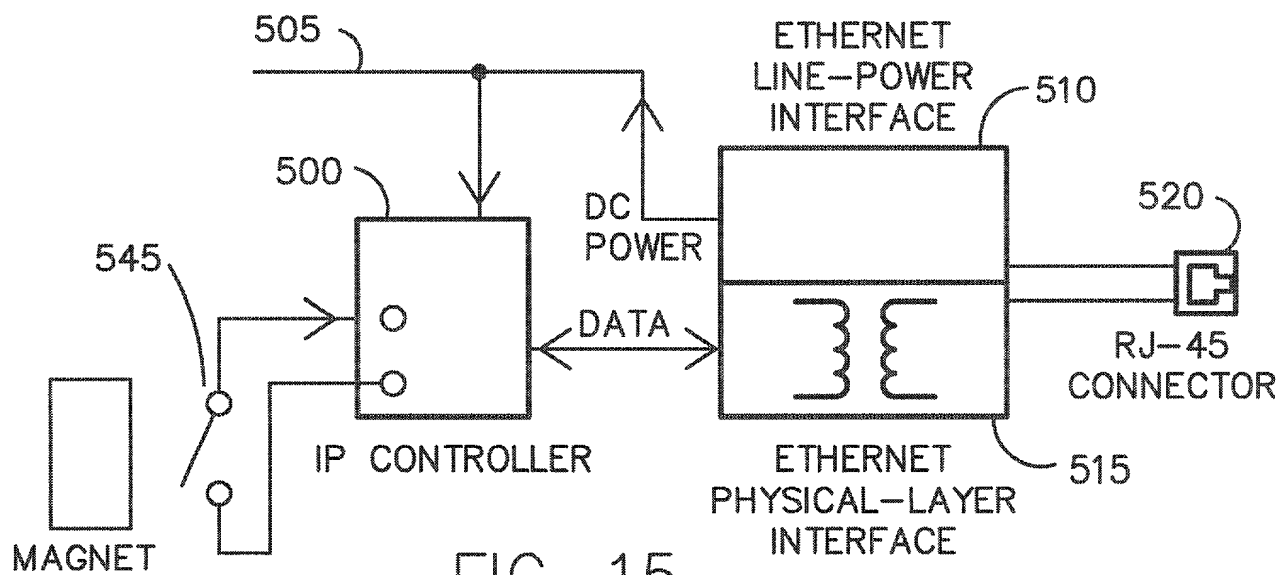 505
ETHERNET
LINE-POWER
INTERFACE
510
500
DC
POWER
520
545
DATA
RJ-45
CONNECTOR
IP CONTROLLER
ETHERNET
PHYSICAL-LAYER
INTERFACE
515
MAGNET
FIG. 15